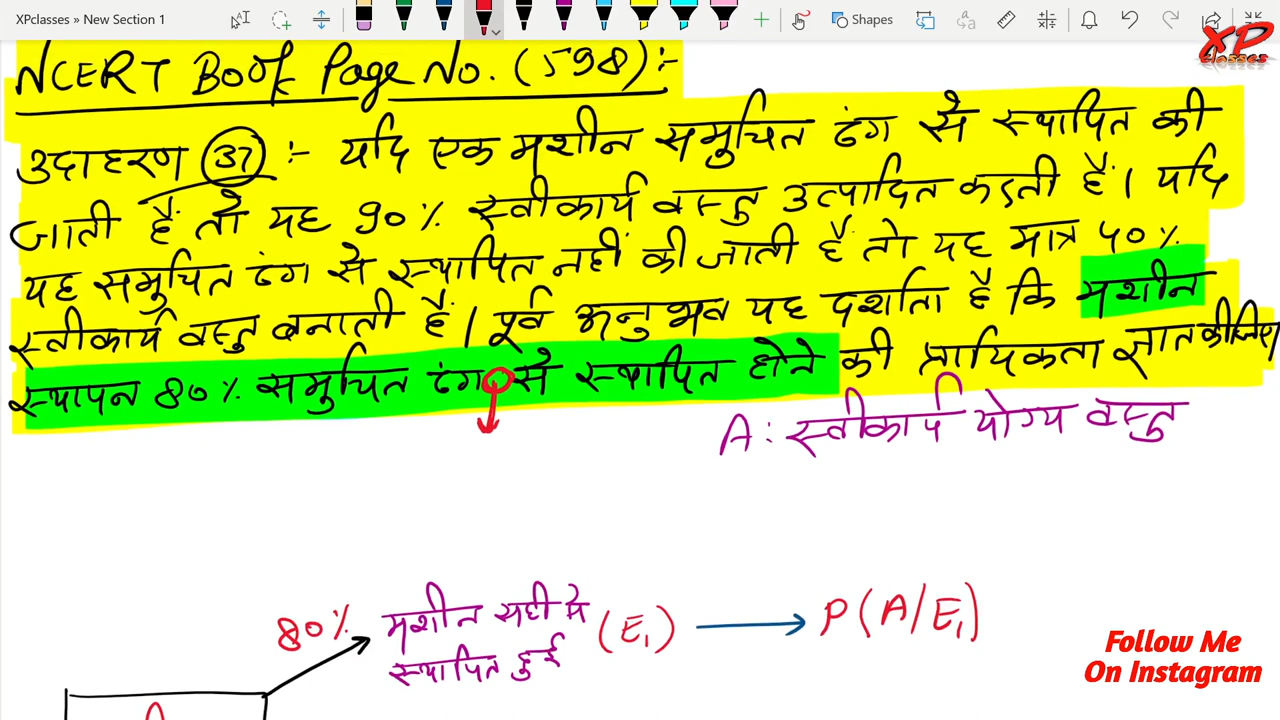 XPclasses » New Section 1
Shapes
XP
Classes
NCERT Book Page No. (598) :-
उदाहरण (37) :- यदि एक मशीन समुचित ढंग से स्थापित की
जाती है तो यह 90% स्वीकार्य वस्तु उत्पादित करती है। यदि
यह समुचित ढंग से स्थापित नहीं की जाती है तो यह मात्र 40%
स्वीकार्य वस्तु बनाती है। पूर्व अनुभव यह दर्शाता है कि मशीन
स्थापन 80% समुचित ढंग से स्थापित होने की प्रायिकता ज्ञात कीजिए
A : स्वीकार्य योग्य वस्तु
80% मशीन सही से (E₁) → P(A/E₁)
स्थापित हुई
Follow Me
On Instagram